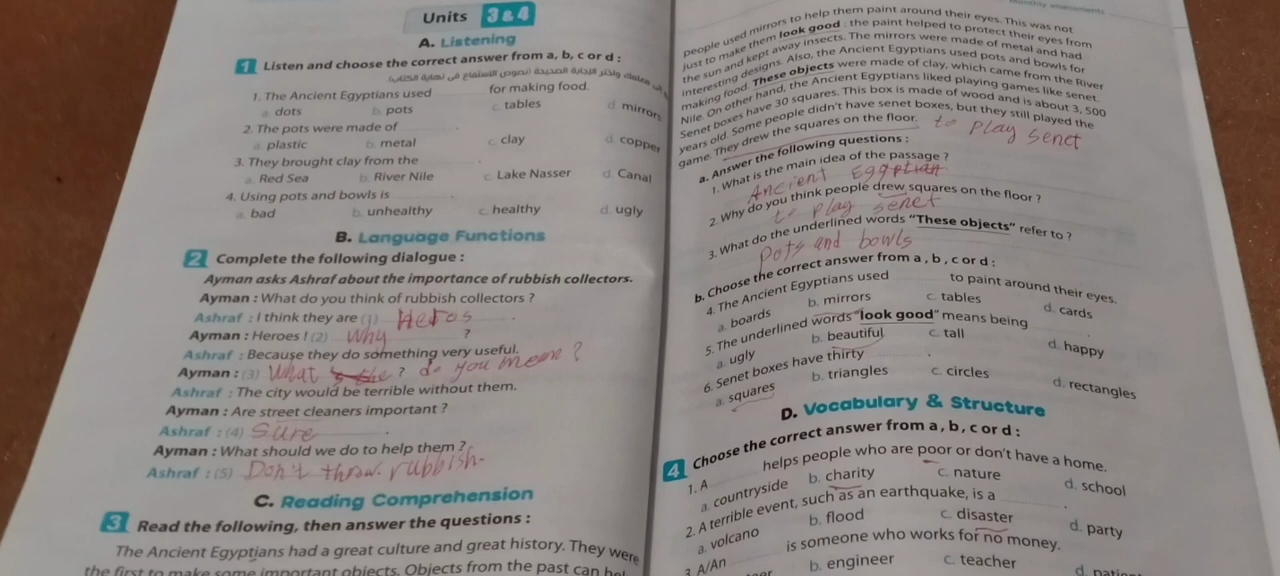 Units 3 & 4
A. Listening
1 Listen and choose the correct answer from a, b, c or d :
1. The Ancient Egyptians used for making food.
a. dots b. pots c. tables d. mirrors
2. The pots were made of .
a. plastic b. metal c. clay d. copper
3. They brought clay from the
a. Red Sea b. River Nile c. Lake Nasser d. Canal
4. Using pots and bowls is .
a. bad b. unhealthy c. healthy d. ugly
B. Language Functions
2 Complete the following dialogue :
Ayman asks Ashraf about the importance of rubbish collectors.
Ayman : What do you think of rubbish collectors ?
Ashraf : I think they are (1) Heros .
Ayman : Heroes ! (2) Why ?
Ashraf : Because they do something very useful.
Ayman : (3) What ? do you mean ?
Ashraf : The city would be terrible without them.
Ayman : Are street cleaners important ?
Ashraf : (4) Sure .
Ayman : What should we do to help them ?
Ashraf : (5) Don't throw rubbish.
C. Reading Comprehension
3 Read the following, then answer the questions :
The Ancient Egyptians had a great culture and great history. They were
the first to make some important objects. Objects from the past can
Monthly assessments
people used mirrors to help them paint around their eyes. This was not
just to make them look good : the paint helped to protect their eyes from
the sun and kept away insects. The mirrors were made of metal and had
interesting designs. Also, the Ancient Egyptians used pots and bowls for
making food. These objects were made of clay, which came from the River
Nile. On other hand, the Ancient Egyptians liked playing games like senet.
Senet boxes have 30 squares. This box is made of wood and is about 3, 500
years old. Some people didn't have senet boxes, but they still played the
game. They drew the squares on the floor. to play senet
a. Answer the following questions :
1. What is the main idea of the passage ?
Ancient Egyptian
2. Why do you think people drew squares on the floor ?
to play senet
3. What do the underlined words "These objects" refer to ?
Pots and bowls
b. Choose the correct answer from a , b , c or d :
4. The Ancient Egyptians used to paint around their eyes.
a. boards b. mirrors c. tables d. cards
5. The underlined words "look good" means being .
a. ugly b. beautiful c. tall d. happy
6. Senet boxes have thirty .
a. squares b. triangles c. circles d. rectangles
D. Vocabulary & Structure
4 Choose the correct answer from a , b , c or d :
1. A helps people who are poor or don't have a home.
a. countryside b. charity c. nature d. school
2. A terrible event, such as an earthquake, is a .
a. volcano b. flood c. disaster d. party
3. A/An is someone who works for no money.
b. engineer c. teacher d.